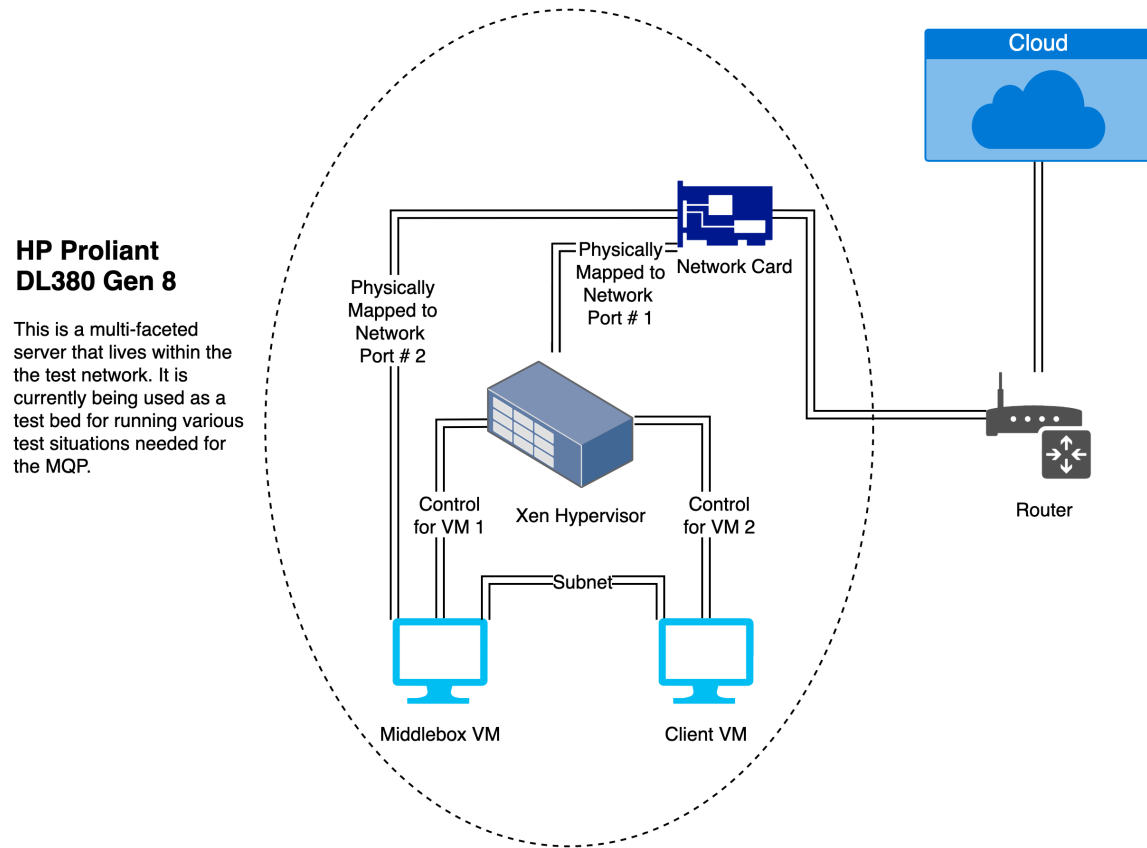 Cloud
HP Proliant
DL380 Gen 8
This is a multi-faceted
server that lives within the
the test network. It is
currently being used as a
test bed for running various
test situations needed for
the MQP.
Physically
Mapped to
Network
Port # 2
Physically
Mapped to
Network
Port # 1
Network Card
Control
for VM 1
Xen Hypervisor
Control
for VM 2
Router
Subnet
Middlebox VM
Client VM